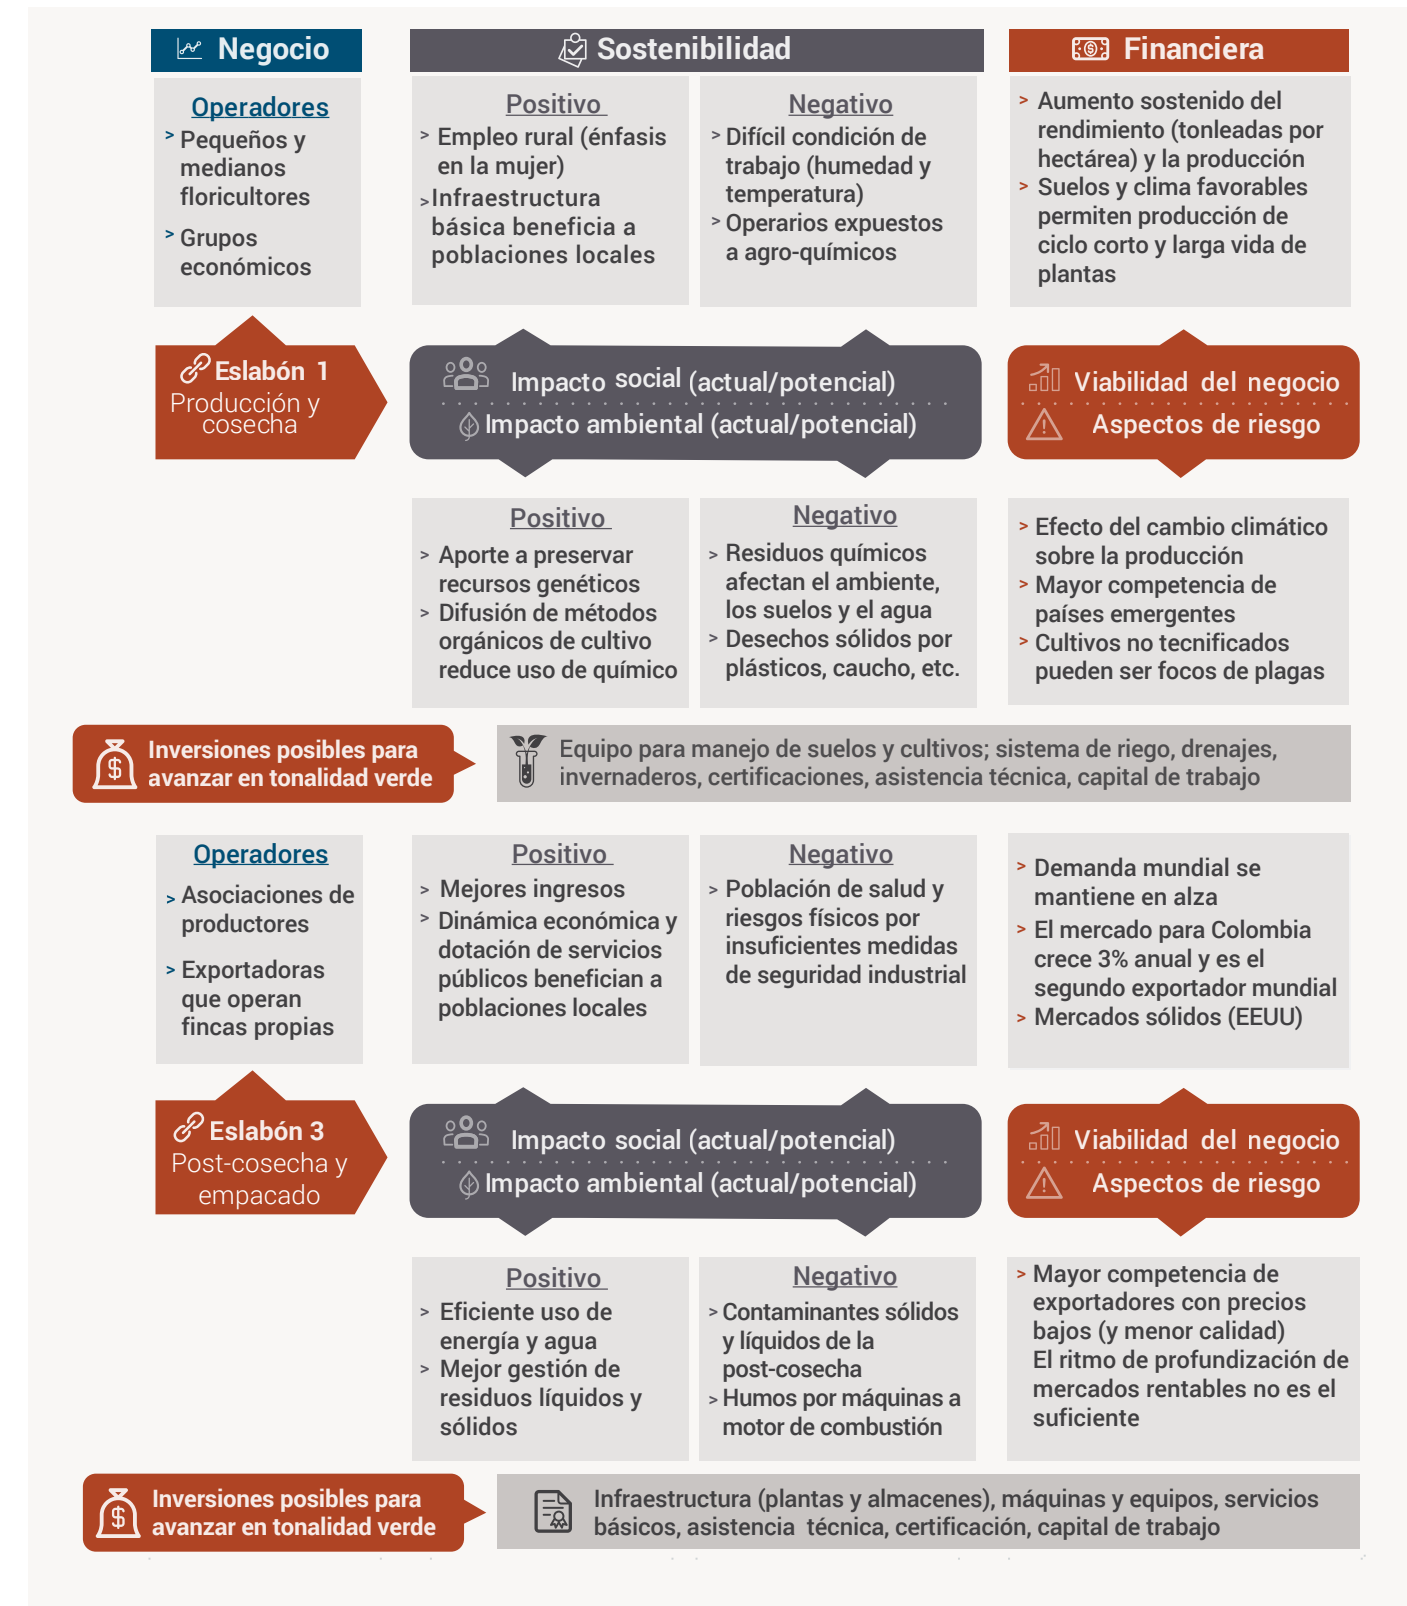 Negocio
Sostenibilidad
Financiera
Operadores
> Pequeños y
medianos
floricultores
> Grupos
económicos
Positivo
> Empleo rural (énfasis
en la mujer)
> Infraestructura
básica beneficia a
poblaciones locales
Negativo
> Difícil condición de
trabajo (humedad y
temperatura)
> Operarios expuestos
a agro-químicos
> Aumento sostenido del
rendimiento (tonleadas por
hectárea) y la producción
> Suelos y clima favorables
permiten producción de
ciclo corto y larga vida de
plantas
Eslabón 1
Producción y
cosecha
Impacto social (actual/potencial)
Impacto ambiental (actual/potencial)
Viabilidad del negocio
Aspectos de riesgo
Positivo
> Aporte a preservar
recursos genéticos
> Difusión de métodos
orgánicos de cultivo
reduce uso de químico
Negativo
> Residuos químicos
afectan el ambiente,
los suelos y el agua
> Desechos sólidos por
plásticos, caucho, etc.
> Efecto del cambio climático
sobre la producción
> Mayor competencia de
países emergentes
> Cultivos no tecnificados
pueden ser focos de plagas
$
Inversiones posibles para
avanzar en tonalidad verde
Equipo para manejo de suelos y cultivos; sistema de riego, drenajes,
invernaderos, certificaciones, asistencia técnica, capital de trabajo
Operadores
> Asociaciones de
productores
> Exportadoras
que operan
fincas propias
Positivo
> Mejores ingresos
> Dinámica económica y
dotación de servicios
públicos benefician a
poblaciones locales
Negativo
> Población de salud y
riesgos físicos por
insuficientes medidas
de seguridad industrial
> Demanda mundial se
mantiene en alza
> El mercado para Colombia
crece 3% anual y es el
segundo exportador mundial
> Mercados sólidos (EEUU)
Eslabón 3
Post-cosecha y
empacado
Impacto social (actual/potencial)
Impacto ambiental (actual/potencial)
Viabilidad del negocio
Aspectos de riesgo
Positivo
> Eficiente uso de
energía y agua
> Mejor gestión de
residuos líquidos y
sólidos
Negativo
> Contaminantes sólidos
y líquidos de la
post-cosecha
> Humos por máquinas a
motor de combustión
> Mayor competencia de
exportadores con precios
bajos (y menor calidad)
El ritmo de profundización de
mercados rentables no es el
suficiente
$
Inversiones posibles para
avanzar en tonalidad verde
Infraestructura (plantas y almacenes), máquinas y equipos, servicios
básicos, asistencia técnica, certificación, capital de trabajo